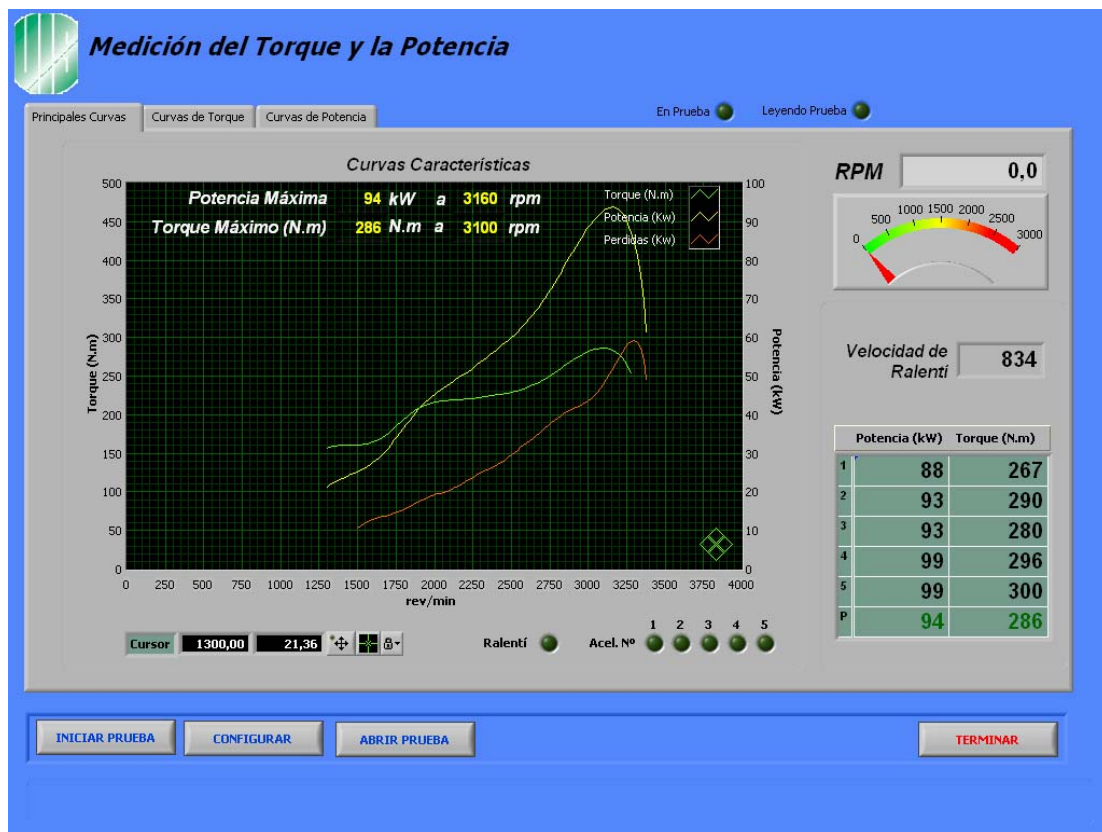 Medición del Torque y la Potencia
Principales Curvas
Curvas de Torque
Curvas de Potencia
En Prueba
Leyendo Prueba
Curvas Características
Potencia Máxima 94 kW a 3160 rpm
Torque Máximo (N.m) 286 N.m a 3100 rpm
Torque (N.m)
Potencia (Kw)
Perdidas (Kw)
Torque (N.m)
500
450
400
350
300
250
200
150
100
50
0
100
90
80
70
60
50
40
30
20
10
0
Potencia (kW)
0 250 500 750 1000 1250 1500 1750 2000 2250 2500 2750 3000 3250 3500 3750 4000
rev/min
Cursor 1300,00 21,36
Ralentí
Acel. Nº 1 2 3 4 5
RPM 0,0
0 500 1000 1500 2000 2500 3000
Velocidad de
Ralentí
834
Potencia (kW) Torque (N.m)
1 88 267
2 93 290
3 93 280
4 99 296
5 99 300
P 94 286
INICIAR PRUEBA
CONFIGURAR
ABRIR PRUEBA
TERMINAR